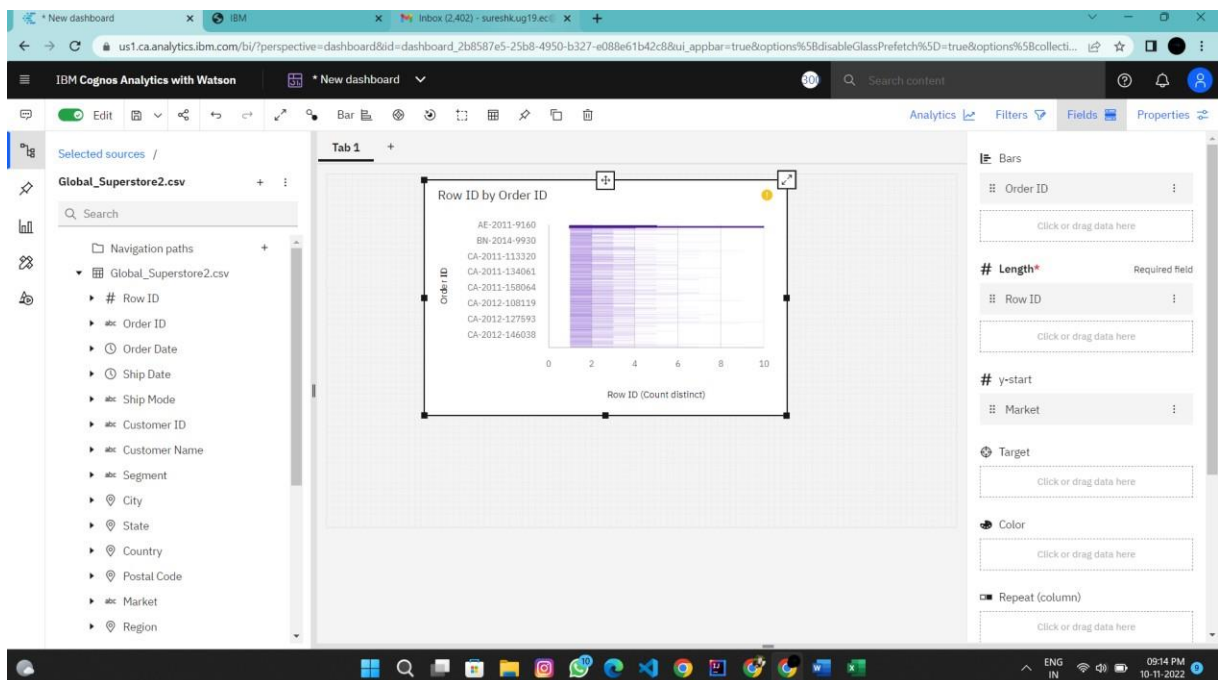 * New dashboard
IBM
Inbox (2,402) - sureshk.ug19.ec
us1.ca.analytics.ibm.com/bi/?perspective=dashboard&id=dashboard_2b8587e5-25b8-4950-b327-e088e61b42c8&ui_appbar=true&options%5BdisableGlassPrefetch%5D=true&options%5Bcollecti...
IBM Cognos Analytics with Watson
* New dashboard
30
Search content
Edit
Bar
Analytics
Filters
Fields
Properties
Selected sources /
Global_Superstore2.csv
Search
Navigation paths
Global_Superstore2.csv
# Row ID
abc Order ID
Order Date
Ship Date
abc Ship Mode
abc Customer ID
abc Customer Name
abc Segment
City
State
Country
Postal Code
abc Market
Region
Tab 1 +
Row ID by Order ID
Order ID
AE-2011-9160
BN-2014-9930
CA-2011-113320
CA-2011-134061
CA-2011-158064
CA-2012-108119
CA-2012-127593
CA-2012-146038
0 2 4 6 8 10
Row ID (Count distinct)
Bars
Order ID
Click or drag data here
# Length*
Required field
Row ID
Click or drag data here
# y-start
Market
Target
Click or drag data here
Color
Click or drag data here
Repeat (column)
Click or drag data here
ENG
IN
09:14 PM
10-11-2022
9